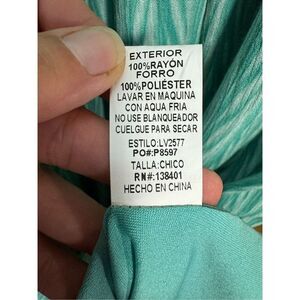 EXTERIOR
100%RAYÓN
FORRO
100%POLIÉSTER
LAVAR EN MAQUINA
CON AQUA FRIA
NO USE BLANQUEADOR
CUELGUE PARA SECAR
ESTILO:LV2577
PO#:P8597
TALLA:CHICO
RN#:138401
HECHO EN CHINA